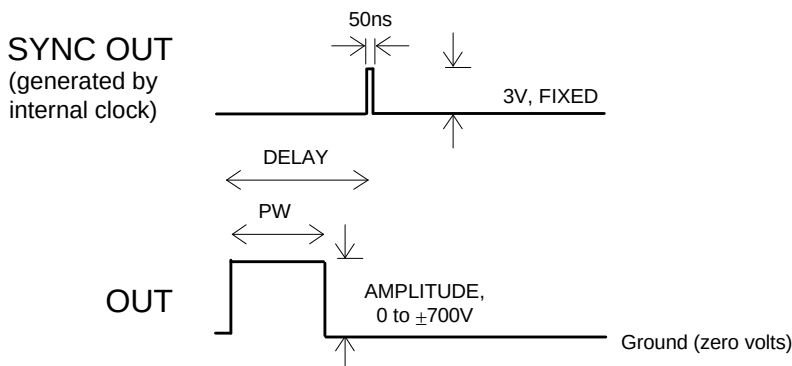 50ns
SYNC OUT
(generated by
internal clock)
3V, FIXED
DELAY
PW
OUT
AMPLITUDE,
0 to ±700V
Ground (zero volts)